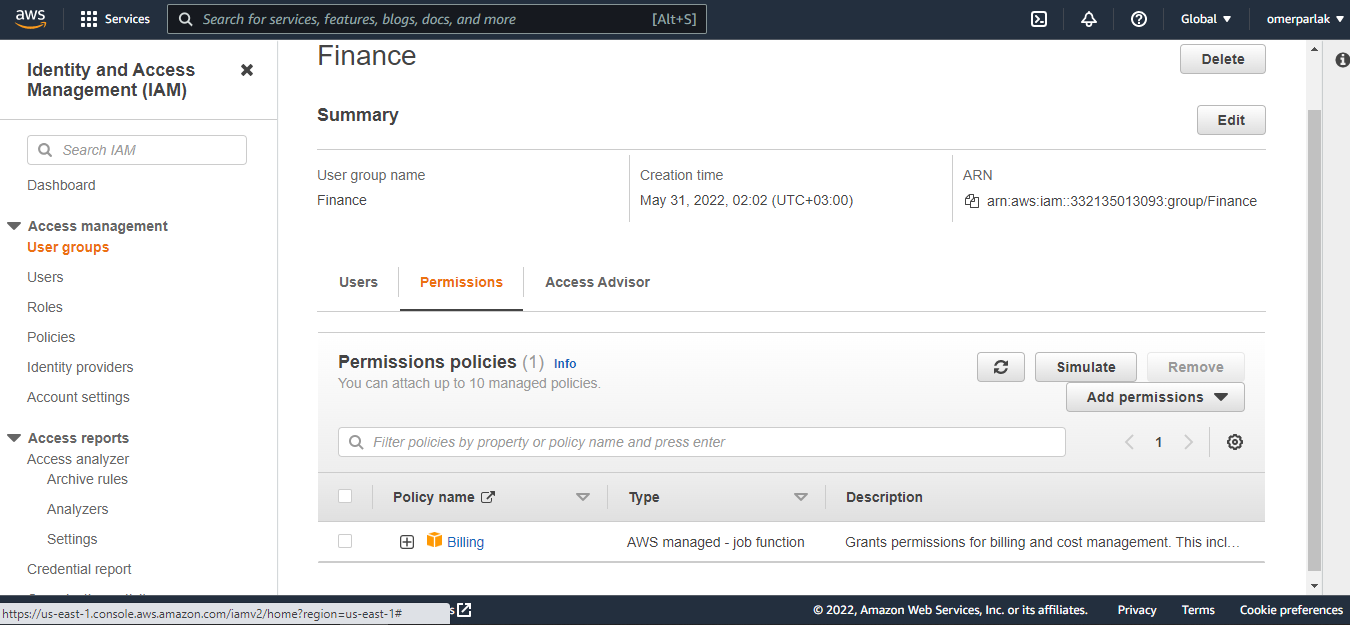 aws
Services
Search for services, features, blogs, docs, and more
[Alt+S]
Global
omerparlak
Identity and Access
Management (IAM)
Search IAM
Dashboard
Access management
User groups
Users
Roles
Policies
Identity providers
Account settings
Access reports
Access analyzer
Archive rules
Analyzers
Settings
Credential report
Finance
Delete
Summary
Edit
User group name
Finance
Creation time
May 31, 2022, 02:02 (UTC+03:00)
ARN
arn:aws:iam::332135013093:group/Finance
Users
Permissions
Access Advisor
Permissions policies (1) Info
You can attach up to 10 managed policies.
Simulate
Remove
Add permissions
Filter policies by property or policy name and press enter
1
Policy name
Type
Description
Billing
AWS managed - job function
Grants permissions for billing and cost management. This incl...
https://us-east-1.console.aws.amazon.com/iamv2/home?region=us-east-1#
© 2022, Amazon Web Services, Inc. or its affiliates.
Privacy
Terms
Cookie preferences